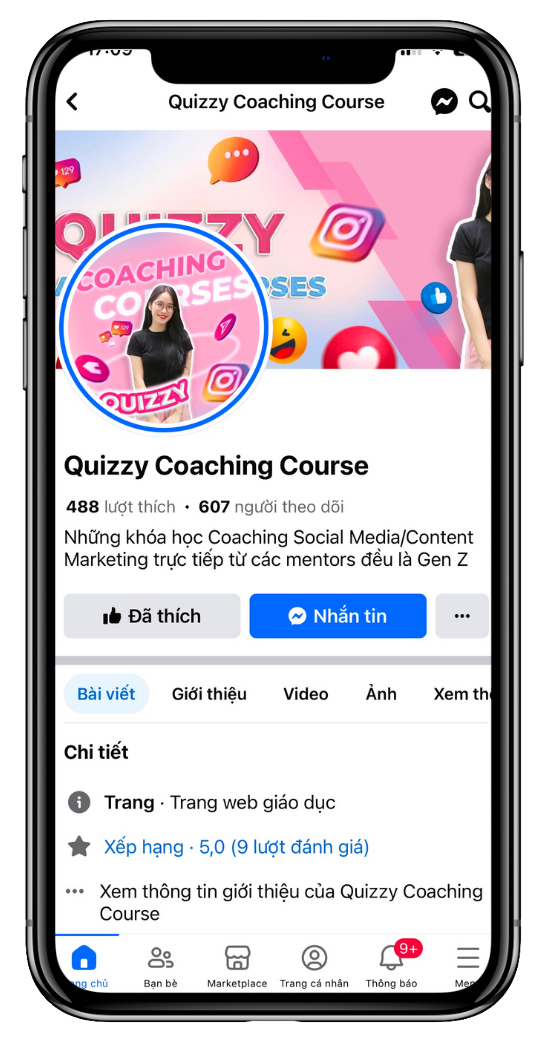 17:09
Quizzy Coaching Course
129
QUIZZY
COACHING
COURSES
129
QUIZZY
Quizzy Coaching Course
488 lượt thích · 607 người theo dõi
Những khóa học Coaching Social Media/Content
Marketing trực tiếp từ các mentors đều là Gen Z
Đã thích
Nhắn tin
Bài viết Giới thiệu Video Ảnh Xem th
Chi tiết
Trang · Trang web giáo dục
Xếp hạng · 5,0 (9 lượt đánh giá)
Xem thông tin giới thiệu của Quizzy Coaching
Course
9+
ng chủ Bạn bè Marketplace Trang cá nhân Thông báo Men